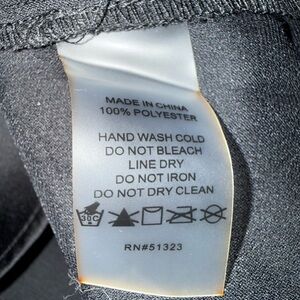 MADE IN CHINA
100% POLYESTER
HAND WASH COLD
DO NOT BLEACH
LINE DRY
DO NOT IRON
DO NOT DRY CLEAN
30C
RN#51323